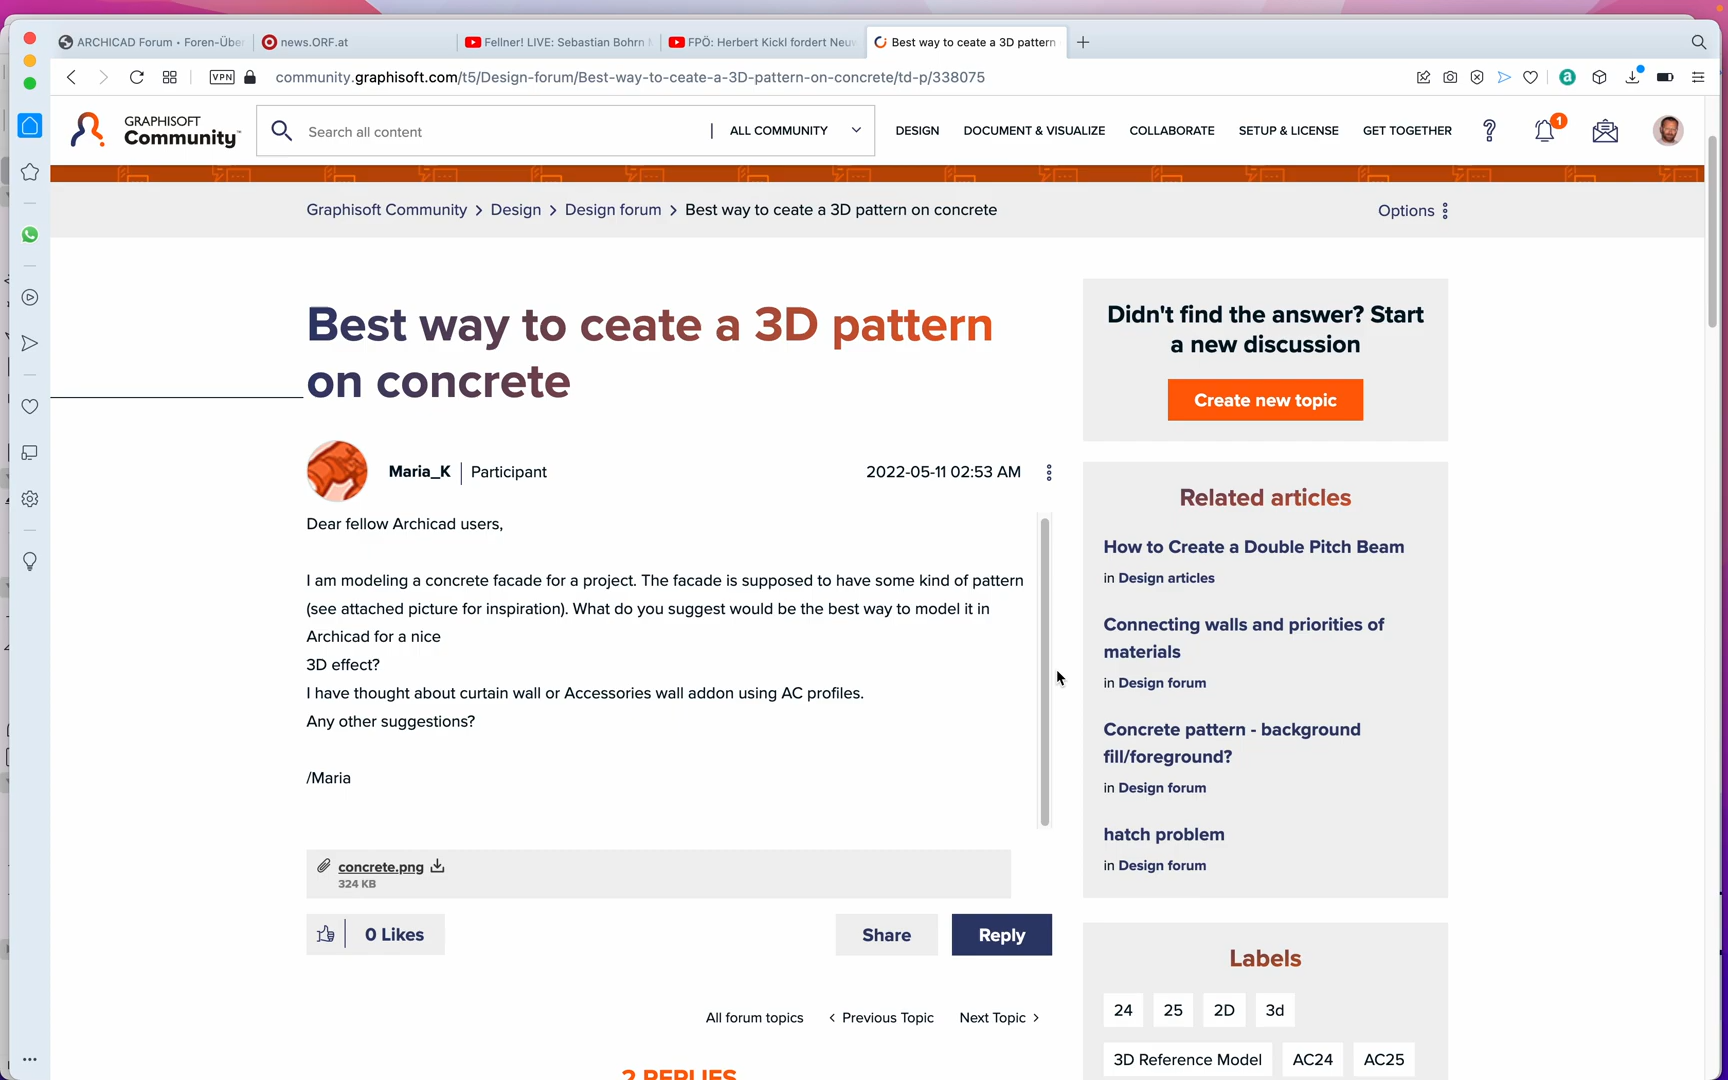 ARCHICAD Forum • Foren-Über
news.ORF.at
Fellner! LIVE: Sebastian Bohrn
FPÖ: Herbert Kickl fordert Neuw
Best way to ceate a 3D pattern
VPN
community.graphisoft.com/t5/Design-forum/Best-way-to-ceate-a-3D-pattern-on-concrete/td-p/338075
GRAPHISOFT
Community
Search all content
ALL COMMUNITY
DESIGN
DOCUMENT & VISUALIZE
COLLABORATE
SETUP & LICENSE
GET TOGETHER
1
Graphisoft Community > Design > Design forum > Best way to ceate a 3D pattern on concrete
Options
Best way to ceate a 3D pattern
on concrete
Maria_K | Participant
2022-05-11 02:53 AM
Dear fellow Archicad users,
I am modeling a concrete facade for a project. The facade is supposed to have some kind of pattern
(see attached picture for inspiration). What do you suggest would be the best way to model it in
Archicad for a nice
3D effect?
I have thought about curtain wall or Accessories wall addon using AC profiles.
Any other suggestions?
/Maria
concrete.png
324 KB
0 Likes
Share
Reply
All forum topics
Previous Topic
Next Topic
2 REPLIES
Didn't find the answer? Start
a new discussion
Create new topic
Related articles
How to Create a Double Pitch Beam
in Design articles
Connecting walls and priorities of
materials
in Design forum
Concrete pattern - background
fill/foreground?
in Design forum
hatch problem
in Design forum
Labels
24
25
2D
3d
3D Reference Model
AC24
AC25